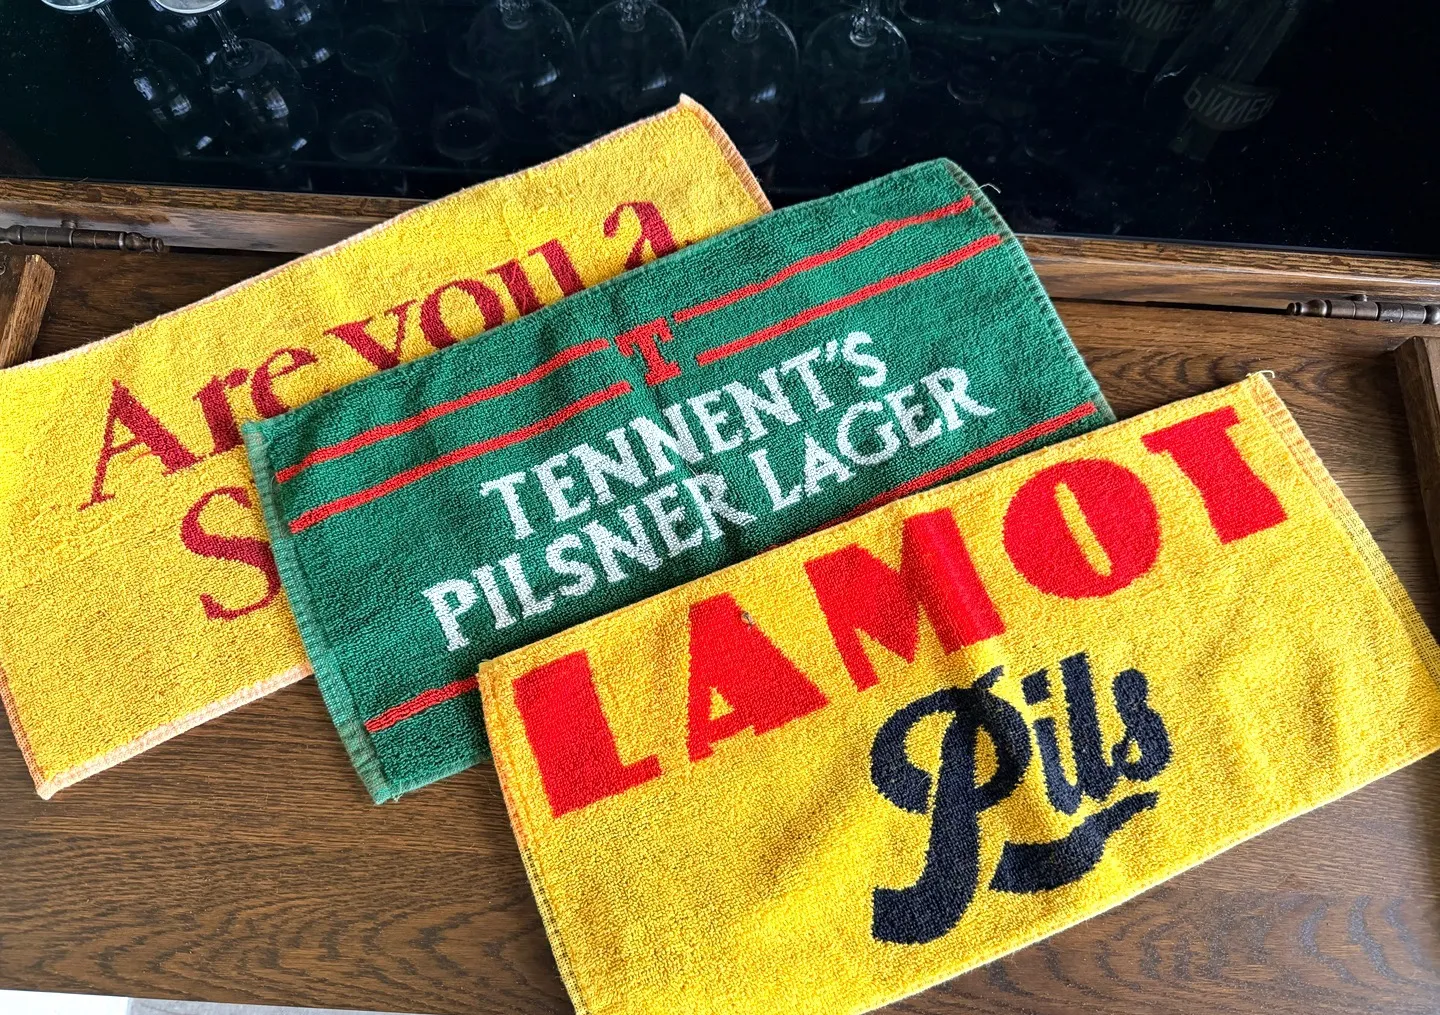 Are you a
S
T
TENNENT'S
PILSNER LAGER
LAMOT
Pils